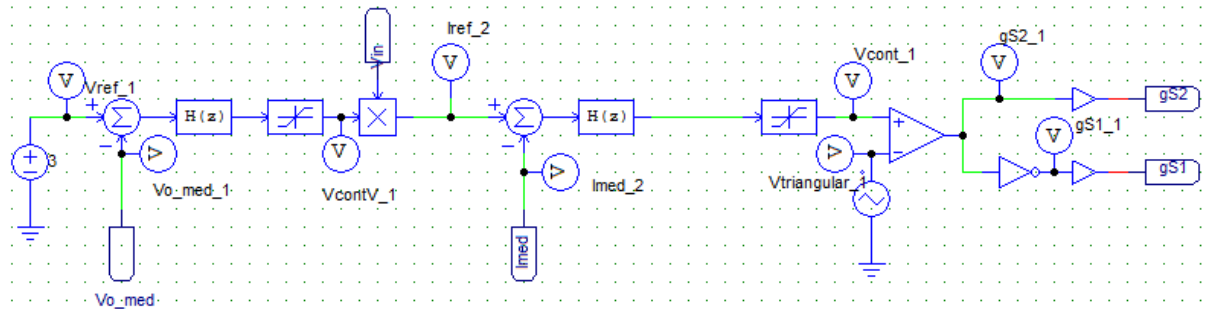 Iref_2
Vin
gS2_1
Vcont_1
V
V
V
V
Vref_1
gS2
+
Σ
H(z)
+
Σ
H(z)
+
gS1_1
V
−
−
−
V
V
V
V
3
gS1
Vo_med_1
VcontV_1
Imed_2
Vtriangular_1
Imed
Vo_med